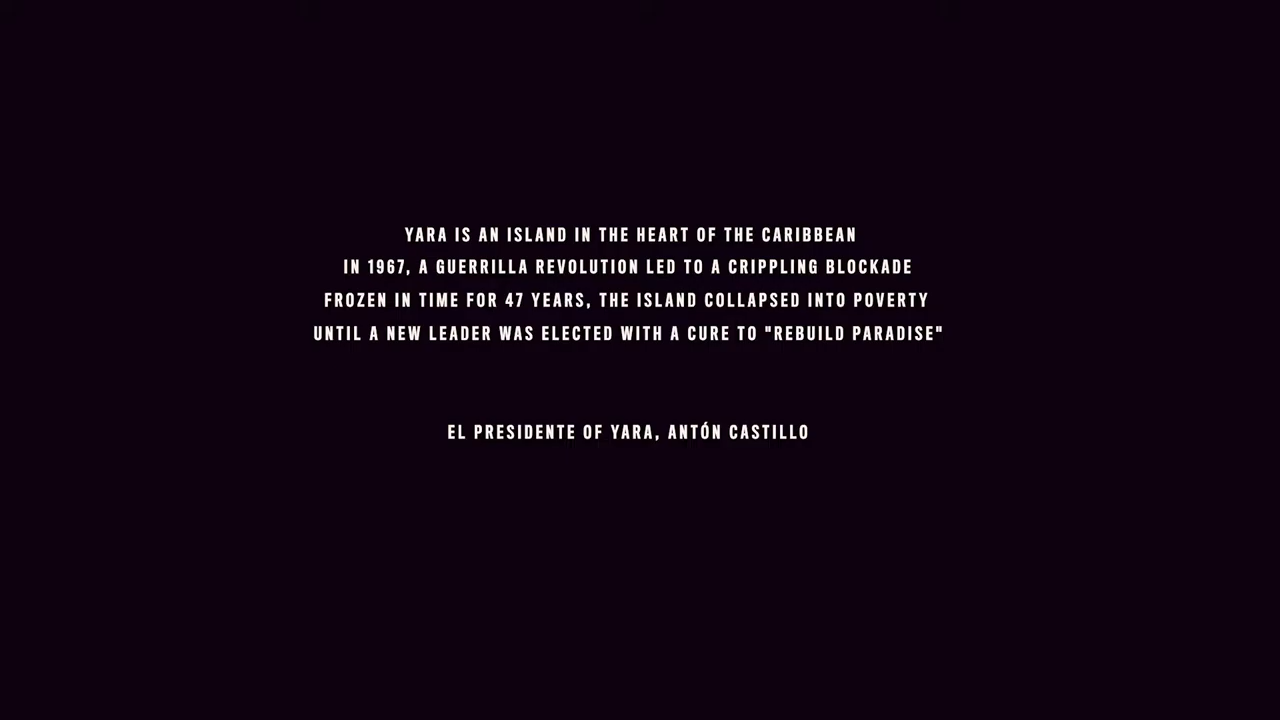 YARA IS AN ISLAND IN THE HEART OF THE CARIBBEAN
IN 1967, A GUERRILLA REVOLUTION LED TO A CRIPPLING BLOCKADE
FROZEN IN TIME FOR 47 YEARS, THE ISLAND COLLAPSED INTO POVERTY
UNTIL A NEW LEADER WAS ELECTED WITH A CURE TO "REBUILD PARADISE"
EL PRESIDENTE OF YARA, ANTÓN CASTILLO